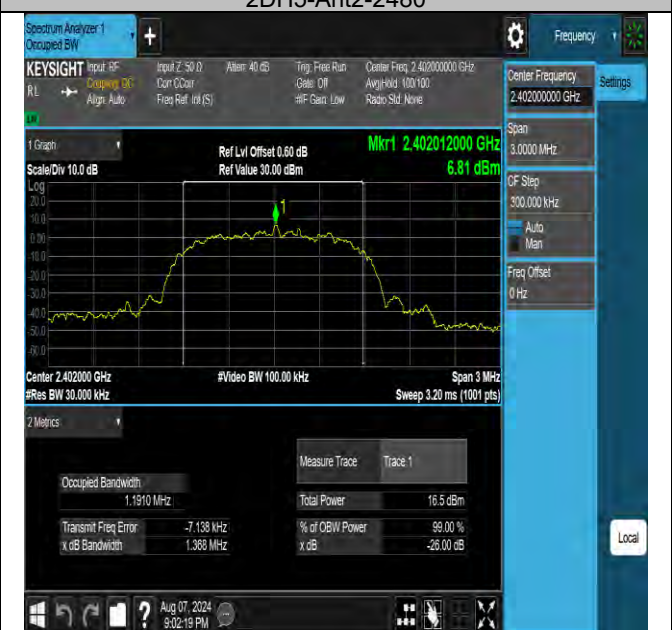 2DH5-Ant2-2480
Spectrum Analyzer 1
Occupied BW
+
Frequency
KEYSIGHT Input: RF
RL
Coupling: DC
Align: Auto
Input Z: 50 Ω
Corr CCorr
Freq Ref: Int (S)
Atten: 40 dB
Trig: Free Run
Gate: Off
#IF Gain: Low
Center Freq: 2.402000000 GHz
Avg|Hold: 100/100
Radio Std: None
Center Frequency
2.402000000 GHz
Settings
Span
3.0000 MHz
CF Step
300.000 kHz
Auto
Man
Freq Offset
0 Hz
1 Graph
Scale/Div 10.0 dB
Ref Lvl Offset 0.60 dB
Ref Value 30.00 dBm
Mkr1 2.402012000 GHz
6.81 dBm
Log
20.0
10.0
0.00
-10.0
-20.0
-30.0
-40.0
-50.0
-60.0
1
Center 2.402000 GHz
#Res BW 30.000 kHz
#Video BW 100.00 kHz
Span 3 MHz
Sweep 3.20 ms (1001 pts)
2 Metrics
Measure Trace Trace 1
Occupied Bandwidth
1.1910 MHz
Total Power 16.5 dBm
Transmit Freq Error -7.138 kHz
% of OBW Power 99.00 %
x dB Bandwidth 1.368 MHz
x dB -26.00 dB
Local
?
Aug 07, 2024
9:02:19 PM